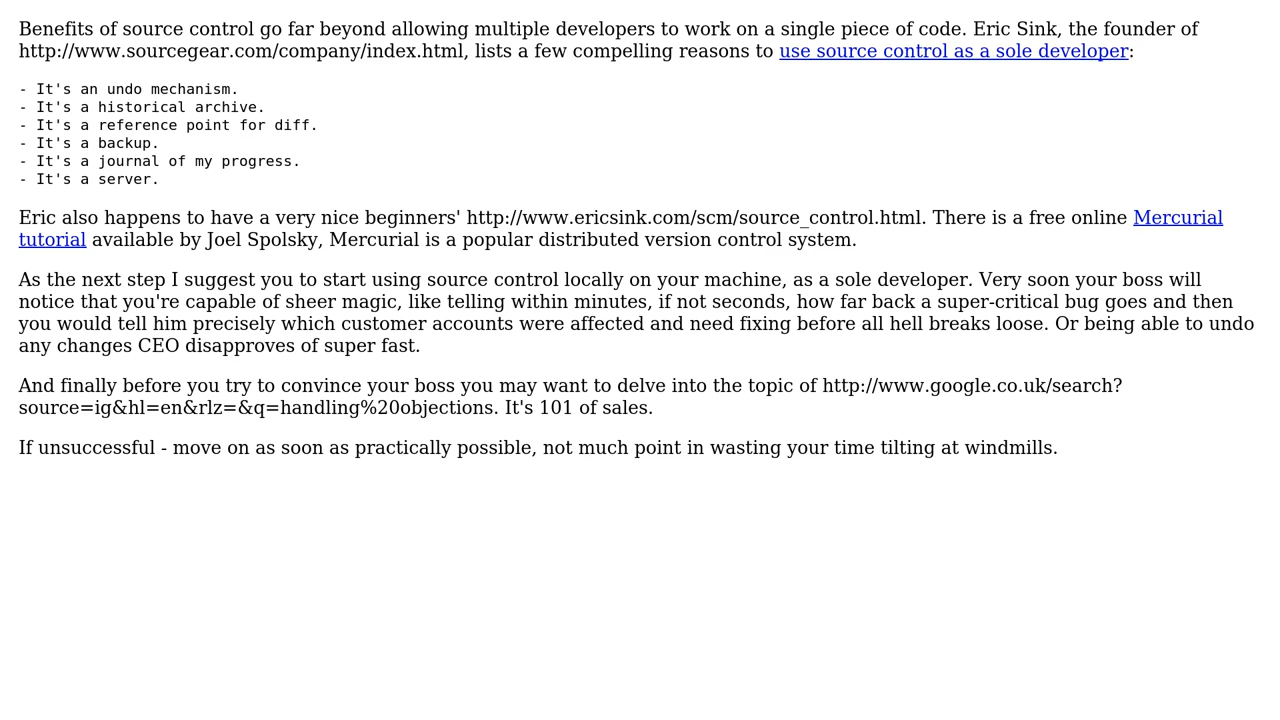 Benefits of source control go far beyond allowing multiple developers to work on a single piece of code. Eric Sink, the founder of
http://www.sourcegear.com/company/index.html, lists a few compelling reasons to use source control as a sole developer:
- It's an undo mechanism.
- It's a historical archive.
- It's a reference point for diff.
- It's a backup.
- It's a journal of my progress.
- It's a server.
Eric also happens to have a very nice beginners' http://www.ericsink.com/scm/source_control.html. There is a free online Mercurial
tutorial available by Joel Spolsky, Mercurial is a popular distributed version control system.
As the next step I suggest you to start using source control locally on your machine, as a sole developer. Very soon your boss will
notice that you're capable of sheer magic, like telling within minutes, if not seconds, how far back a super-critical bug goes and then
you would tell him precisely which customer accounts were affected and need fixing before all hell breaks loose. Or being able to undo
any changes CEO disapproves of super fast.
And finally before you try to convince your boss you may want to delve into the topic of http://www.google.co.uk/search?
source=ig&hl=en&rlz=&q=handling%20objections. It's 101 of sales.
If unsuccessful - move on as soon as practically possible, not much point in wasting your time tilting at windmills.